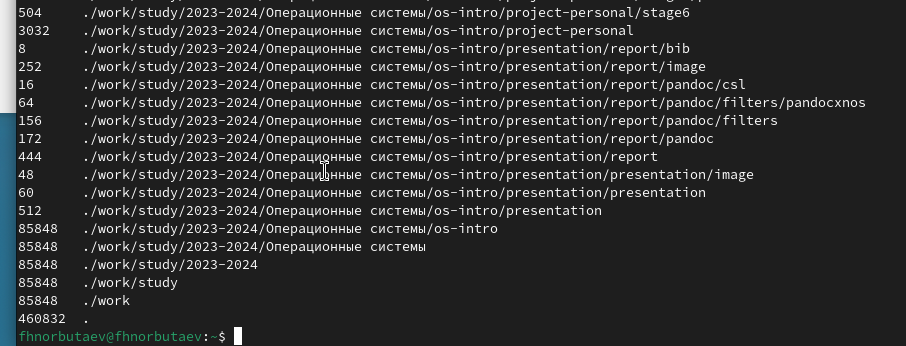 504 ./work/study/2023-2024/Операционные системы/os-intro/project-personal/stage6
3032 ./work/study/2023-2024/Операционные системы/os-intro/project-personal
8 ./work/study/2023-2024/Операционные системы/os-intro/presentation/report/bib
252 ./work/study/2023-2024/Операционные системы/os-intro/presentation/report/image
16 ./work/study/2023-2024/Операционные системы/os-intro/presentation/report/pandoc/csl
64 ./work/study/2023-2024/Операционные системы/os-intro/presentation/report/pandoc/filters/pandocxnos
156 ./work/study/2023-2024/Операционные системы/os-intro/presentation/report/pandoc/filters
172 ./work/study/2023-2024/Операционные системы/os-intro/presentation/report/pandoc
444 ./work/study/2023-2024/Операционные системы/os-intro/presentation/report
48 ./work/study/2023-2024/Операционные системы/os-intro/presentation/presentation/image
60 ./work/study/2023-2024/Операционные системы/os-intro/presentation/presentation
512 ./work/study/2023-2024/Операционные системы/os-intro/presentation
85848 ./work/study/2023-2024/Операционные системы/os-intro
85848 ./work/study/2023-2024/Операционные системы
85848 ./work/study/2023-2024
85848 ./work/study
85848 ./work
460832 .
fhnorbutaev@fhnorbutaev:~$